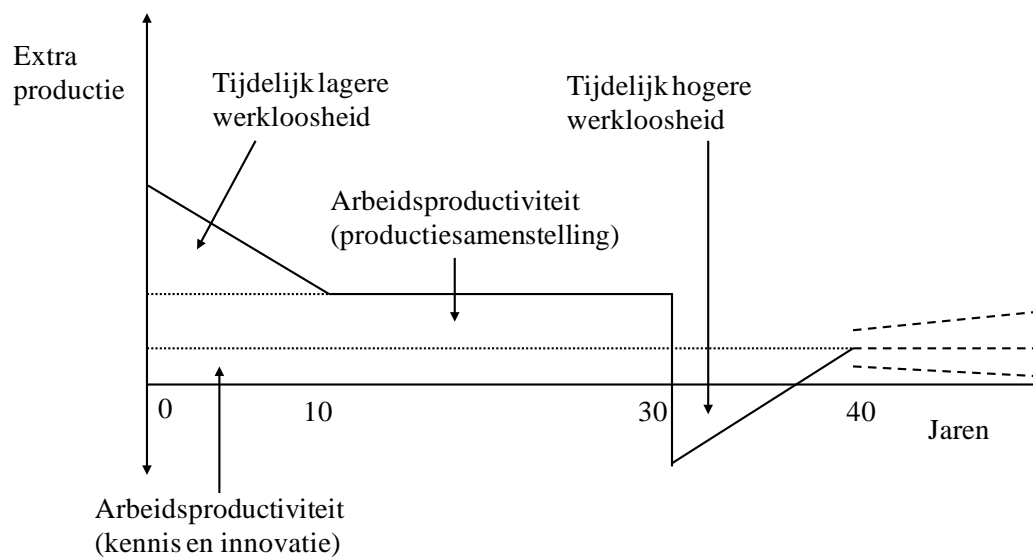 Extra
productie
Tijdelijk lagere
werkloosheid
Tijdelijk hogere
werkloosheid
Arbeidsproductiviteit
(productiesamenstelling)
0
10
30
40
Jaren
Arbeidsproductiviteit
(kennis en innovatie)